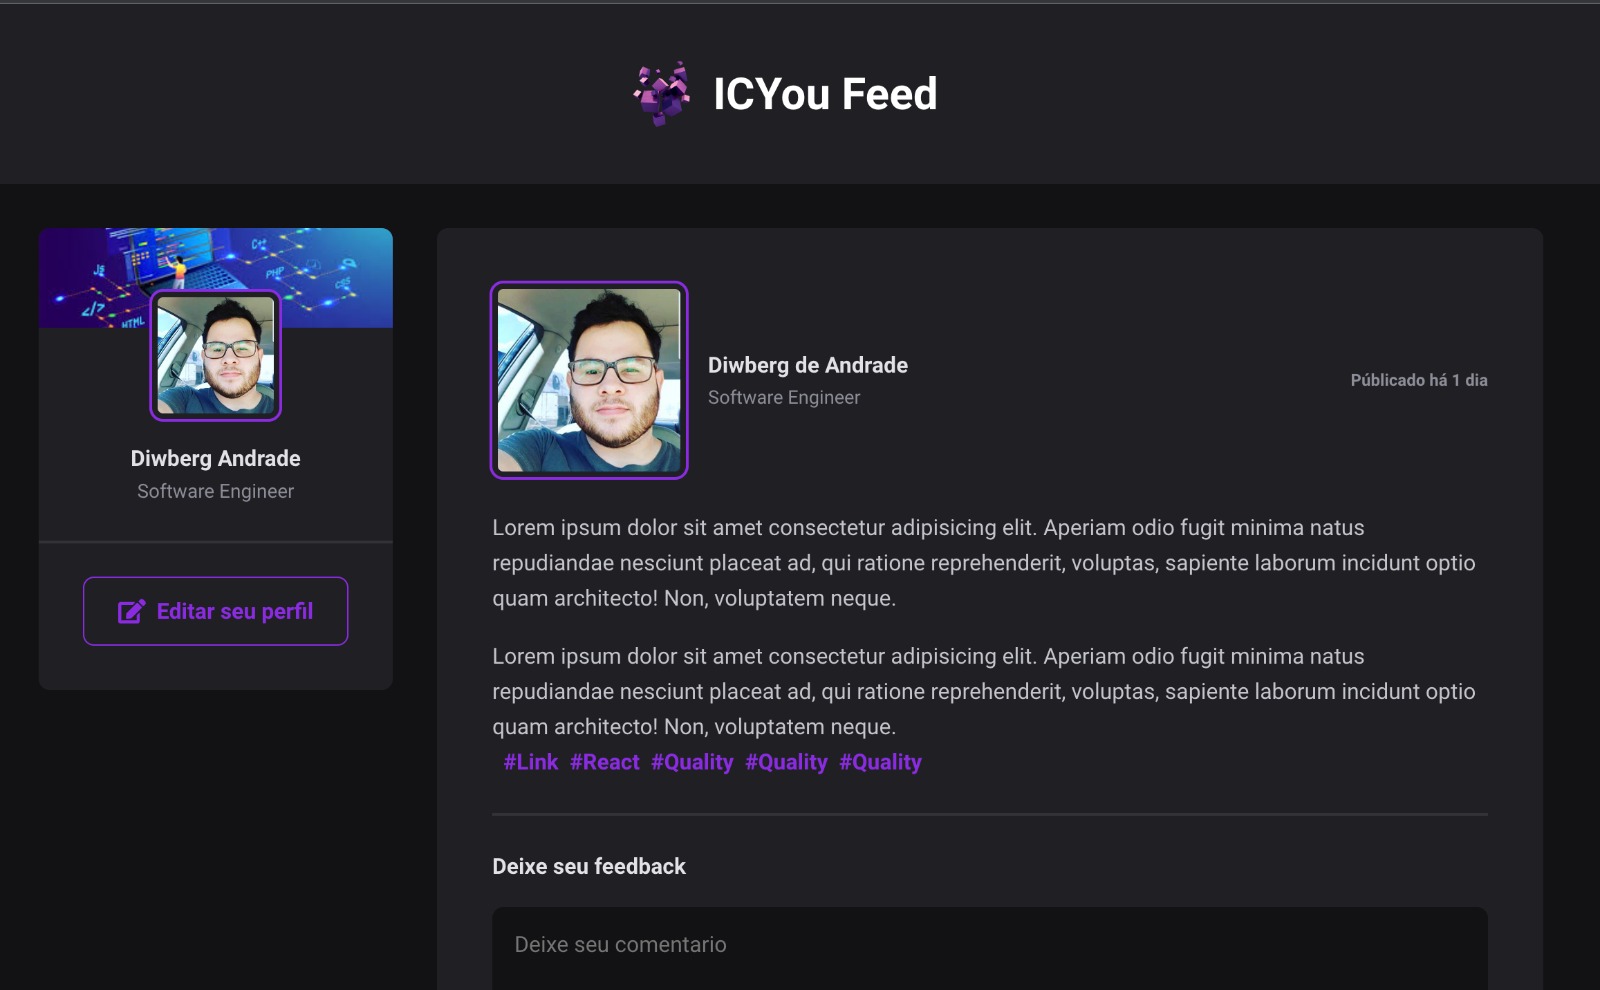 ICYou Feed
C++
JS
PHP
CSS
</>
HTML
Diwberg Andrade
Software Engineer
Editar seu perfil
Diwberg de Andrade
Software Engineer
Públicado há 1 dia
Lorem ipsum dolor sit amet consectetur adipisicing elit. Aperiam odio fugit minima natus
repudiandae nesciunt placeat ad, qui ratione reprehenderit, voluptas, sapiente laborum incidunt optio
quam architecto! Non, voluptatem neque.
Lorem ipsum dolor sit amet consectetur adipisicing elit. Aperiam odio fugit minima natus
repudiandae nesciunt placeat ad, qui ratione reprehenderit, voluptas, sapiente laborum incidunt optio
quam architecto! Non, voluptatem neque.
#Link #React #Quality #Quality #Quality
Deixe seu feedback
Deixe seu comentario